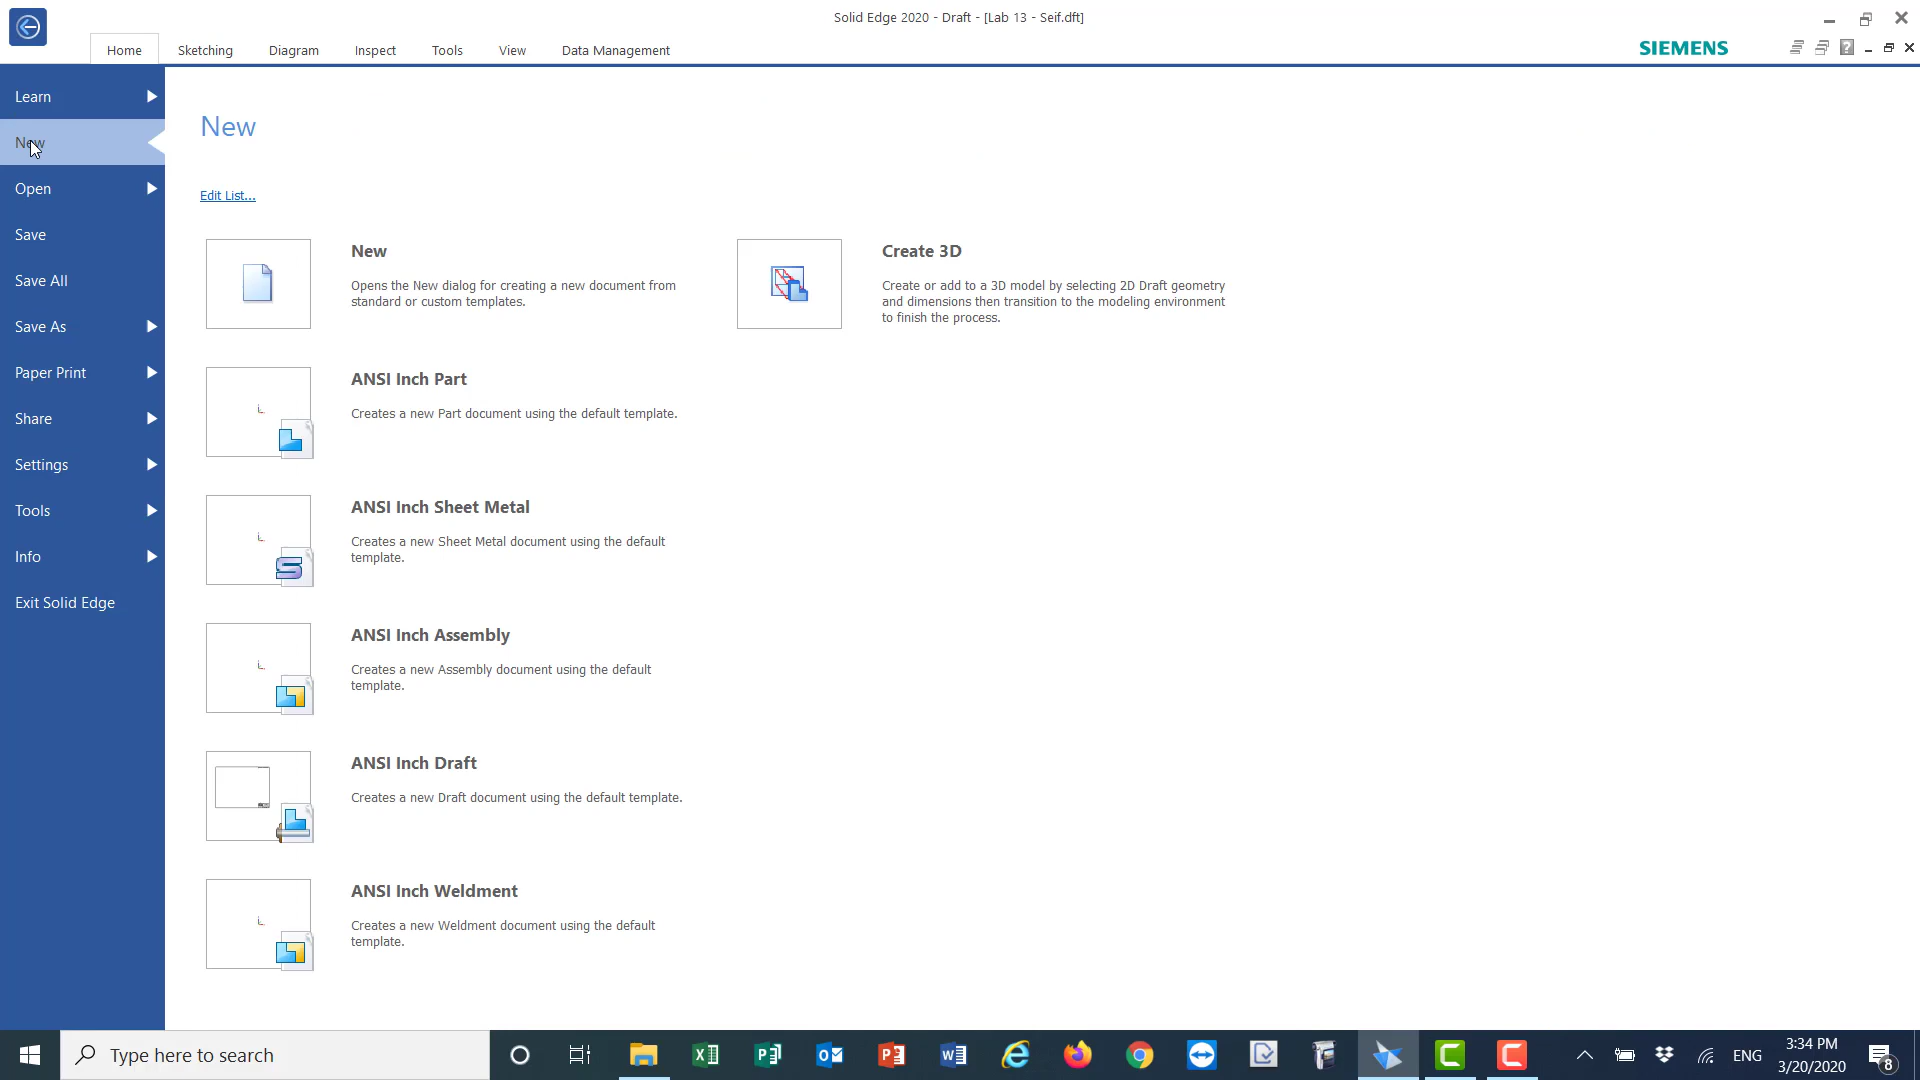 Solid Edge 2020 - Draft - [Lab 13 - Seif.dft]
Home Sketching Diagram Inspect Tools View Data Management
SIEMENS
Learn
New
Open
Save
Save All
Save As
Paper Print
Share
Settings
Tools
Info
Exit Solid Edge
New
Edit List...
New
Opens the New dialog for creating a new document from
standard or custom templates.
Create 3D
Create or add to a 3D model by selecting 2D Draft geometry
and dimensions then transition to the modeling environment
to finish the process.
ANSI Inch Part
Creates a new Part document using the default template.
ANSI Inch Sheet Metal
Creates a new Sheet Metal document using the default
template.
ANSI Inch Assembly
Creates a new Assembly document using the default
template.
ANSI Inch Draft
Creates a new Draft document using the default template.
ANSI Inch Weldment
Creates a new Weldment document using the default
template.
Type here to search
ENG
3:34 PM
3/20/2020
8